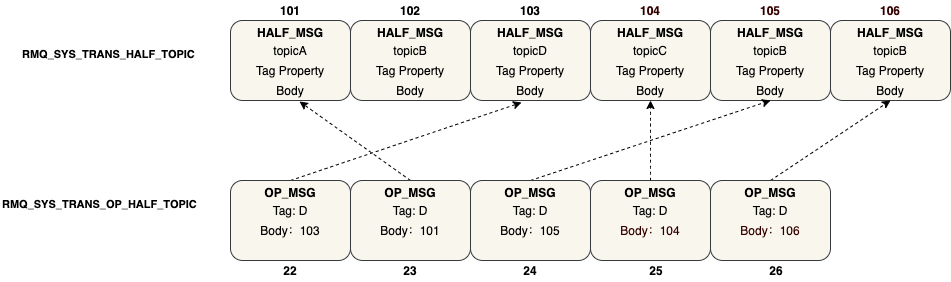 101 102 103 104 105 106
RMQ_SYS_TRANS_HALF_TOPIC
HALF_MSG HALF_MSG HALF_MSG HALF_MSG HALF_MSG HALF_MSG
topicA topicB topicD topicC topicB topicB
Tag Property Tag Property Tag Property Tag Property Tag Property Tag Property
Body Body Body Body Body Body
RMQ_SYS_TRANS_OP_HALF_TOPIC
OP_MSG OP_MSG OP_MSG OP_MSG OP_MSG
Tag: D Tag: D Tag: D Tag: D Tag: D
Body：103 Body：101 Body：105 Body：104 Body：106
22 23 24 25 26